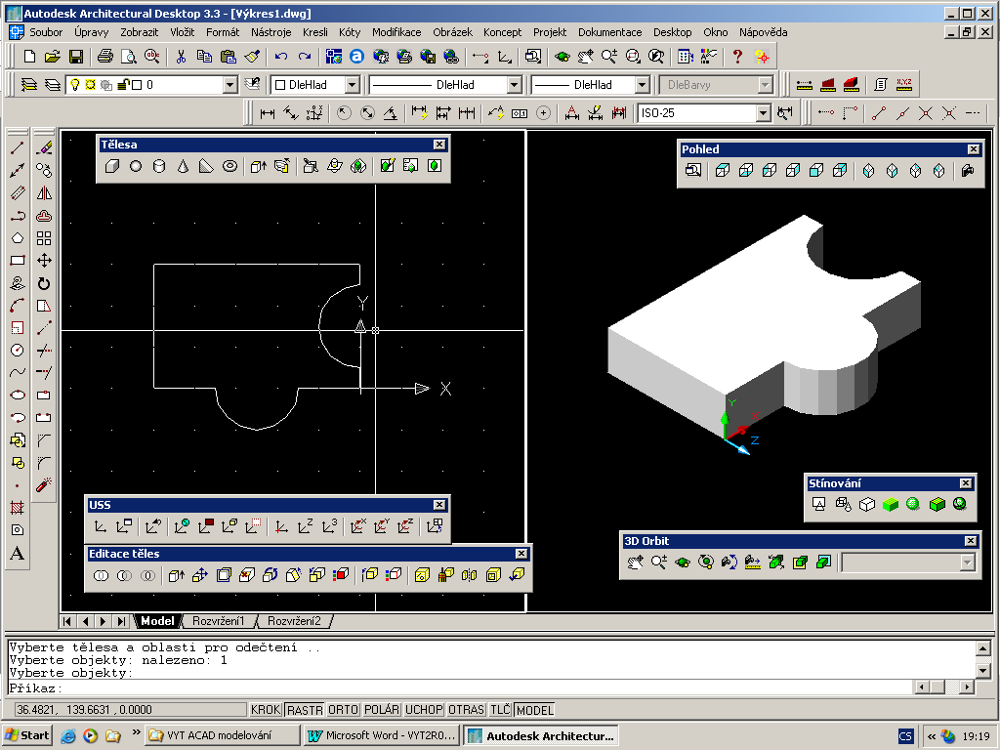 Autodesk Architectural Desktop 3.3 - [Výkres1.dwg]
Soubor Úpravy Zobrazit Vložit Formát Nástroje Kresli Kóty Modifikace Obrázek Koncept Projekt Dokumentace Desktop Okno Nápověda
0 DleHlad DleHlad DleHlad DleBarvy
ISO-25
Tělesa
Pohled
Y
X
Y
Z
Stínování
USS
3D Orbit
Editace těles
Model Rozvržení1 Rozvržení2
Vyberte tělesa a oblasti pro odečtení ..
Vyberte objekty: nalezeno: 1
Vyberte objekty:
Příkaz:
36.4821, 139.6631 , 0.0000 KROK RASTR ORTO POLÁR UCHOP OTRAS TLČ MODEL
Start » VYT ACAD modelování Microsoft Word - VYT2R0... Autodesk Architectur... CS « 19:19